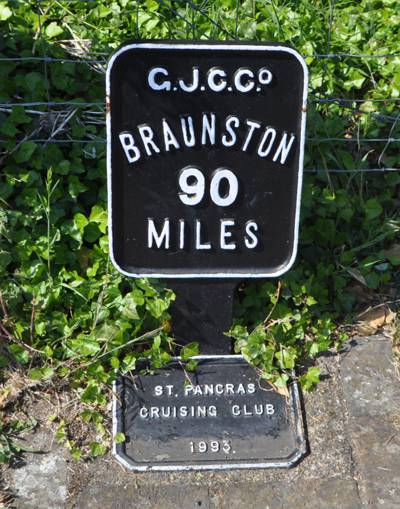 G.J.C.Cº.
BRAUNSTON
90
MILES
ST. PANCRAS
CRUISING CLUB
1993.